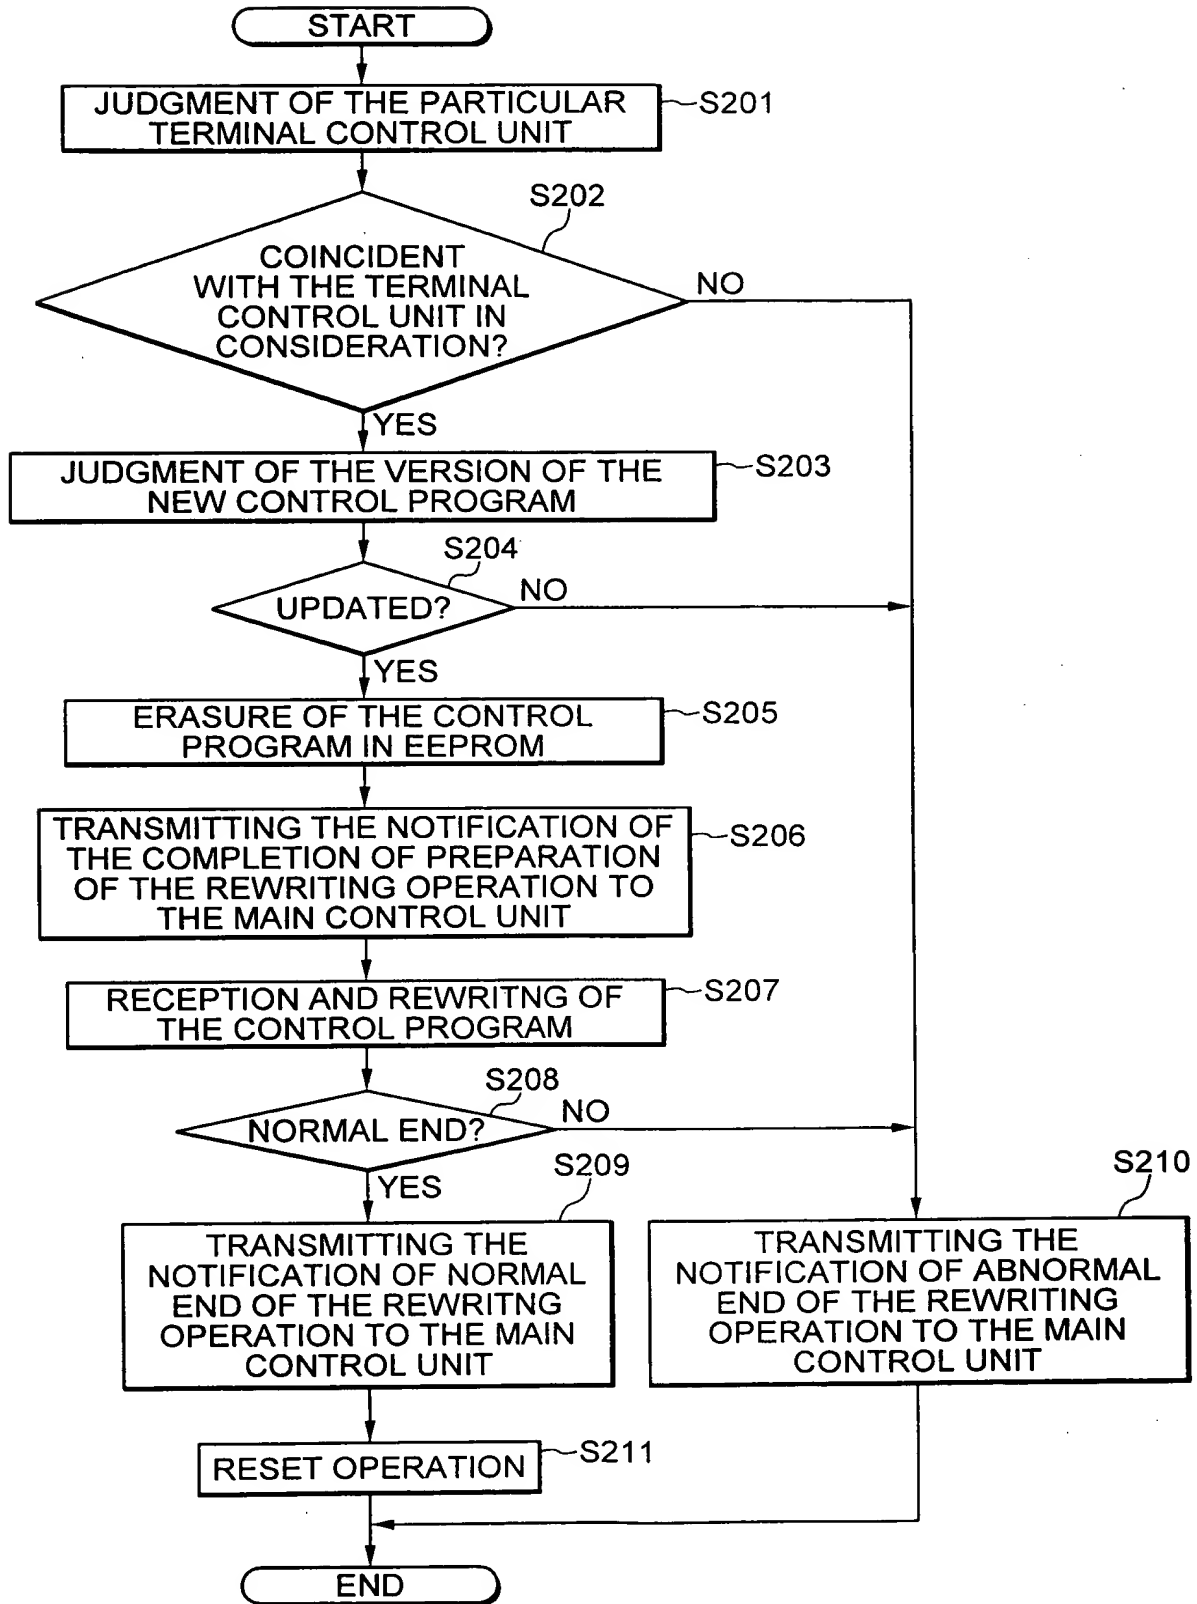 START
JUDGMENT OF THE PARTICULAR
TERMINAL CONTROL UNIT
S201
S202
COINCIDENT
WITH THE TERMINAL
CONTROL UNIT IN
CONSIDERATION?
NO
YES
JUDGMENT OF THE VERSION OF THE
NEW CONTROL PROGRAM
S203
S204
UPDATED?
NO
YES
ERASURE OF THE CONTROL
PROGRAM IN EEPROM
S205
TRANSMITTING THE NOTIFICATION OF
THE COMPLETION OF PREPARATION
OF THE REWRITING OPERATION TO
THE MAIN CONTROL UNIT
S206
RECEPTION AND REWRITNG OF
THE CONTROL PROGRAM
S207
S208
NORMAL END?
NO
YES
S209
TRANSMITTING THE
NOTIFICATION OF NORMAL
END OF THE REWRITNG
OPERATION TO THE MAIN
CONTROL UNIT
S210
TRANSMITTING THE
NOTIFICATION OF ABNORMAL
END OF THE REWRITING
OPERATION TO THE MAIN
CONTROL UNIT
RESET OPERATION
S211
END